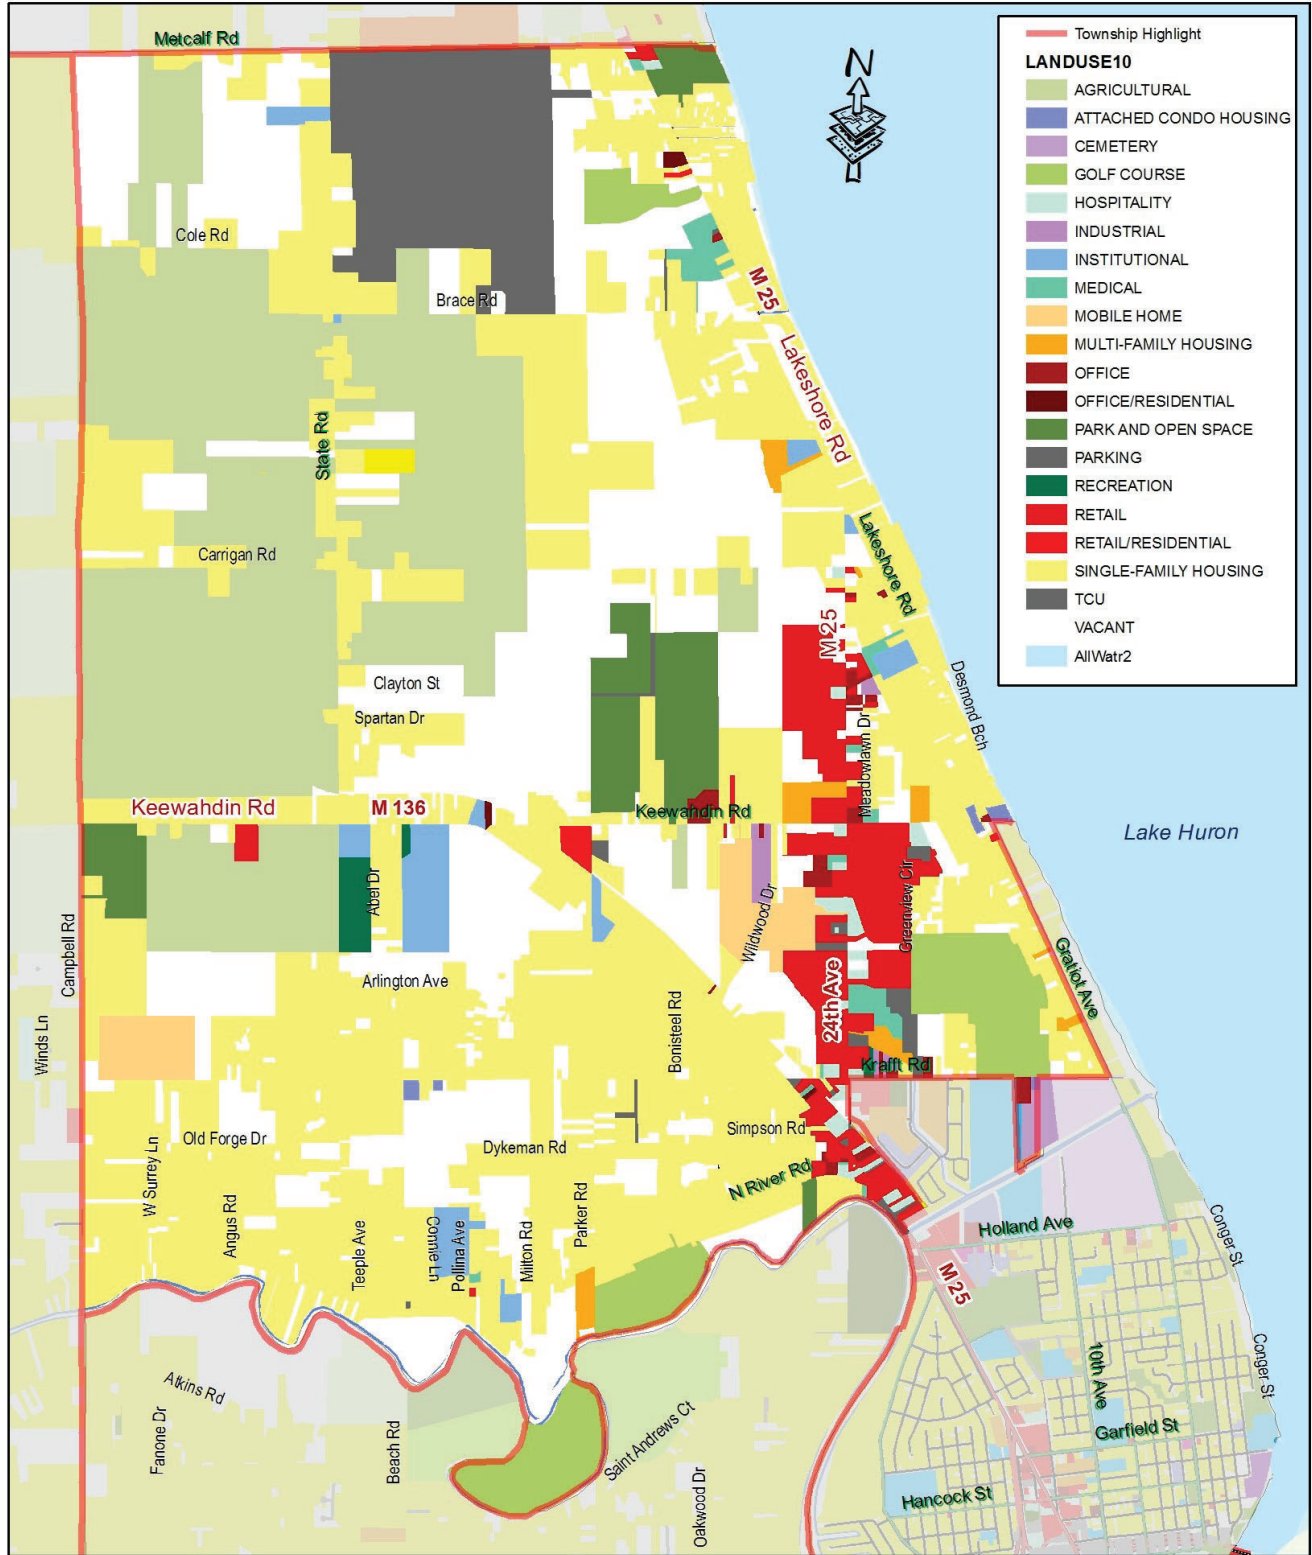 Metcalf Rd
N
Township Highlight
LANDUSE10
AGRICULTURAL
ATTACHED CONDO HOUSING
CEMETERY
GOLF COURSE
HOSPITALITY
INDUSTRIAL
INSTITUTIONAL
MEDICAL
MOBILE HOME
MULTI-FAMILY HOUSING
OFFICE
OFFICE/RESIDENTIAL
PARK AND OPEN SPACE
PARKING
RECREATION
RETAIL
RETAIL/RESIDENTIAL
SINGLE-FAMILY HOUSING
TCU
VACANT
AllWatr2
Cole Rd
Brace Rd
M 25
Lakeshore Rd
State Rd
Carrigan Rd
Lakeshore Rd
M 25
Clayton St
Spartan Dr
Desmond Bch
Meadowlawn Dr
Keewahdin Rd
M 136
Keewahdin Rd
Lake Huron
Abel Dr
Greenview Cir
Campbell Rd
Wildwood Dr
Arlington Ave
24th Ave
Gratiot Ave
Winds Ln
Bonisteel Rd
Krafft Rd
Old Forge Dr
Dykeman Rd
Simpson Rd
W Surrey Ln
N River Rd
Angus Rd
Teeple Ave
Connie Ln
Pollina Ave
Milton Rd
Parker Rd
Holland Ave
Conger St
M 25
Atkins Rd
Fanone Dr
Beach Rd
Saint Andrews Ct
Oakwood Dr
10th Ave
Conger St
Garfield St
Hancock St